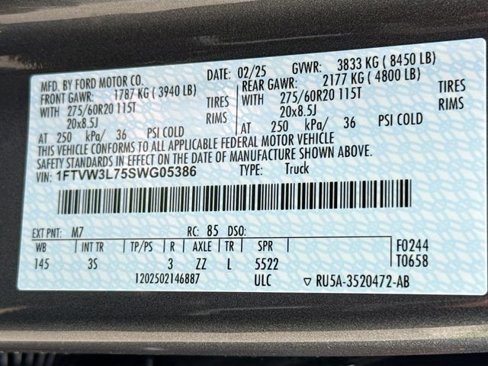 MFD. BY FORD MOTOR CO. DATE: 02/25 GVWR: 3833 KG ( 8450 LB)
FRONT GAWR: 1787 KG ( 3940 LB) REAR GAWR: 2177 KG ( 4800 LB)
WITH 275/60R20 115T TIRES WITH 275/60R20 115T TIRES
20x8.5J RIMS 20x8.5J RIMS
AT 250 kPa/ 36 PSI COLD AT 250 kPa/ 36 PSI COLD
THIS VEHICLE CONFORMS TO ALL APPLICABLE FEDERAL MOTOR VEHICLE
SAFETY STANDARDS IN EFFECT ON THE DATE OF MANUFACTURE SHOWN ABOVE.
VIN: 1FTVW3L75SWG05386 TYPE: Truck
EXT PNT: M7 RC: 85 DSO:
WB INT TR TP/PS R AXLE TR SPR F0244
145 3S 3 ZZ L 5522 T0658
1202502146887 ULC RU5A-3520472-AB